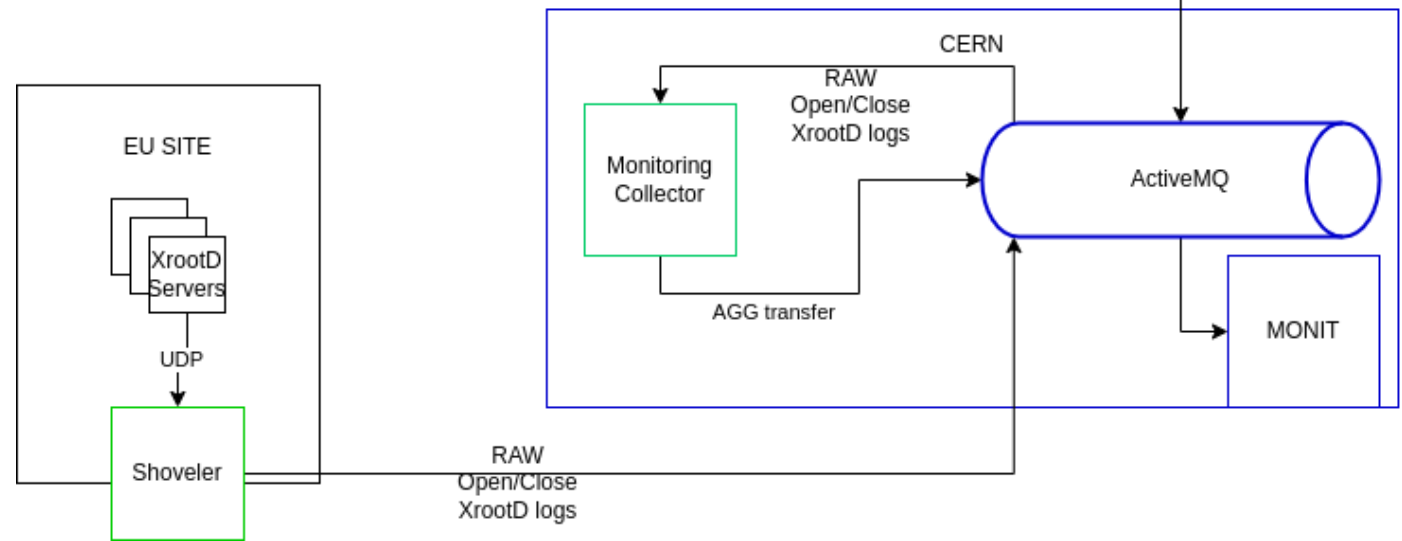 CERN
RAW
Open/Close
XrootD logs
EU SITE
Monitoring
Collector
ActiveMQ
XrootD
Servers
AGG transfer
MONIT
UDP
Shoveler
RAW
Open/Close
XrootD logs